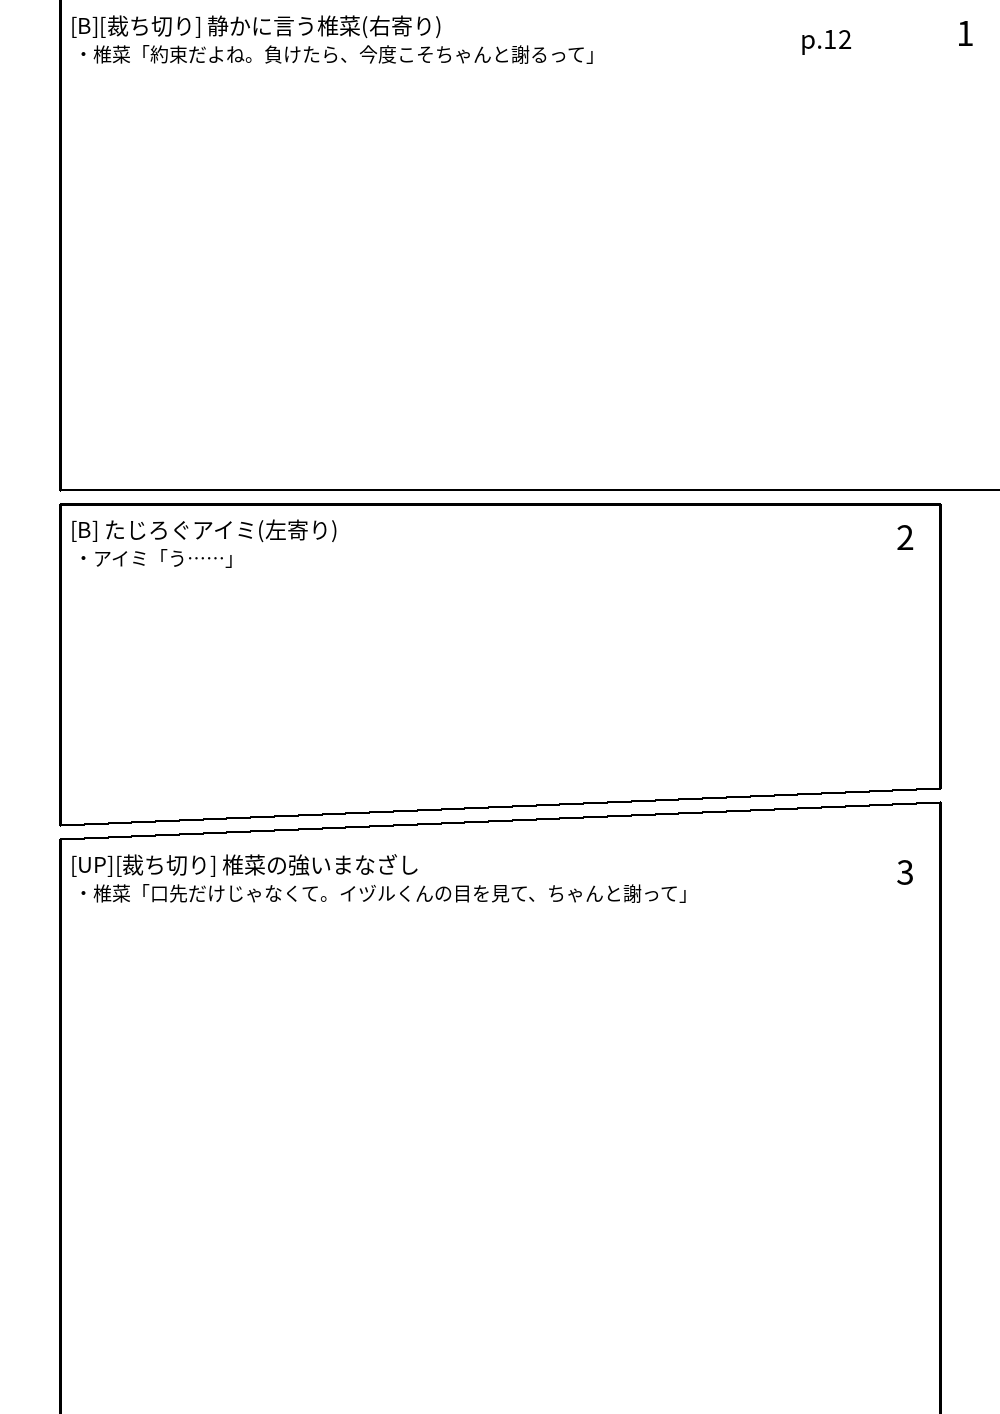 [B][裁ち切り] 静かに言う椎菜(右寄り)
・椎菜「約束だよね。負けたら、今度こそちゃんと謝るって」
p.12
1
[B] たじろぐアイミ(左寄り)
・アイミ「う……」
2
[UP][裁ち切り] 椎菜の強いまなざし
・椎菜「口先だけじゃなくて。イヅルくんの目を見て、ちゃんと謝って」
3